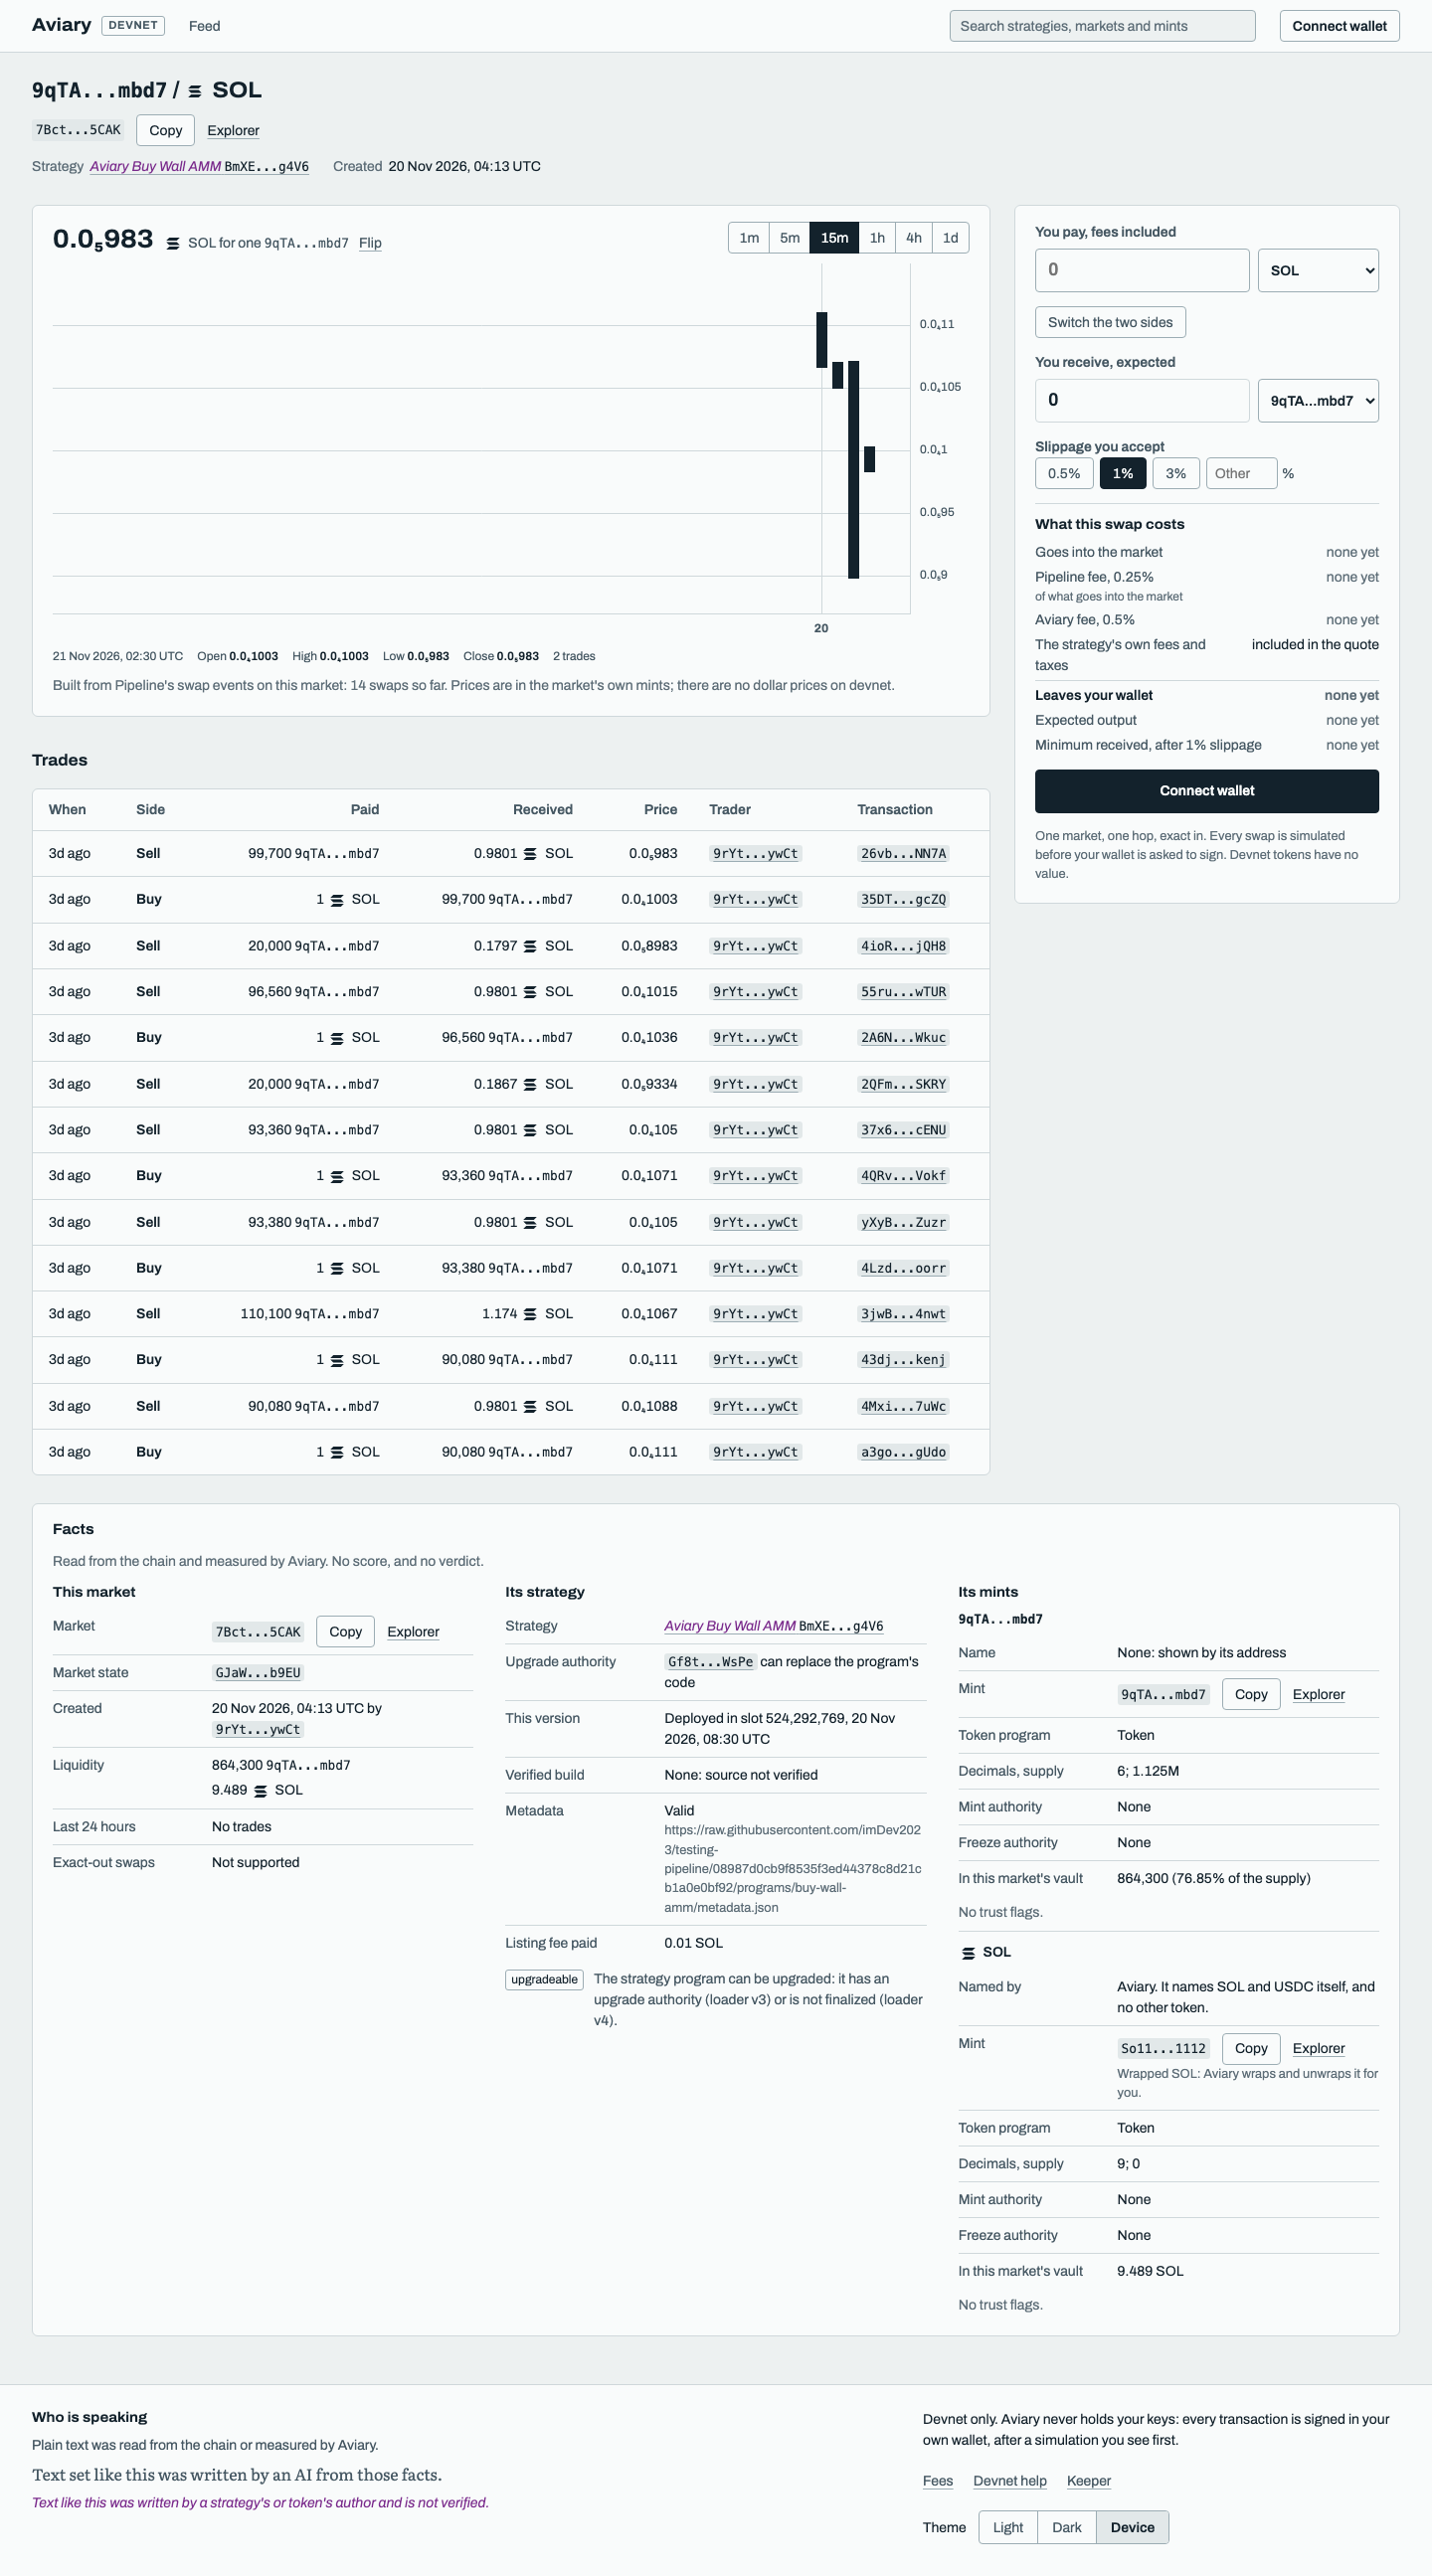 Aviary DEVNET Feed Search strategies, markets and mints Connect wallet
9qTA...mbd7 / SOL
7Bct...5CAK Copy Explorer
Strategy Aviary Buy Wall AMM BmXE...g4V6 Created 20 Nov 2026, 04:13 UTC
0.0₅983 SOL for one 9qTA...mbd7 Flip 1m 5m 15m 1h 4h 1d
0.0₄11
0.0₄105
0.0₄1
0.0₅95
0.0₅9
20
21 Nov 2026, 02:30 UTC Open 0.0₄1003 High 0.0₄1003 Low 0.0₅983 Close 0.0₅983 2 trades
Built from Pipeline's swap events on this market: 14 swaps so far. Prices are in the market's own mints; there are no dollar prices on devnet.
You pay, fees included
0 SOL
Switch the two sides
You receive, expected
0 9qTA...mbd7
Slippage you accept
0.5% 1% 3% Other %
What this swap costs
Goes into the market none yet
Pipeline fee, 0.25% none yet
of what goes into the market
Aviary fee, 0.5% none yet
The strategy's own fees and included in the quote
taxes
Leaves your wallet none yet
Expected output none yet
Minimum received, after 1% slippage none yet
Connect wallet
One market, one hop, exact in. Every swap is simulated
before your wallet is asked to sign. Devnet tokens have no
value.
Trades
When Side Paid Received Price Trader Transaction
3d ago Sell 99,700 9qTA...mbd7 0.9801 SOL 0.0₅983 9rYt...ywCt 26vb...NN7A
3d ago Buy 1 SOL 99,700 9qTA...mbd7 0.0₄1003 9rYt...ywCt 35DT...gcZQ
3d ago Sell 20,000 9qTA...mbd7 0.1797 SOL 0.0₅8983 9rYt...ywCt 4ioR...jQH8
3d ago Sell 96,560 9qTA...mbd7 0.9801 SOL 0.0₄1015 9rYt...ywCt 55ru...wTUR
3d ago Buy 1 SOL 96,560 9qTA...mbd7 0.0₄1036 9rYt...ywCt 2A6N...Wkuc
3d ago Sell 20,000 9qTA...mbd7 0.1867 SOL 0.0₅9334 9rYt...ywCt 2QFm...SKRY
3d ago Sell 93,360 9qTA...mbd7 0.9801 SOL 0.0₄105 9rYt...ywCt 37x6...cENU
3d ago Buy 1 SOL 93,360 9qTA...mbd7 0.0₄1071 9rYt...ywCt 4QRv...Vokf
3d ago Sell 93,380 9qTA...mbd7 0.9801 SOL 0.0₄105 9rYt...ywCt yXyB...Zuzr
3d ago Buy 1 SOL 93,380 9qTA...mbd7 0.0₄1071 9rYt...ywCt 4Lzd...oorr
3d ago Sell 110,100 9qTA...mbd7 1.174 SOL 0.0₄1067 9rYt...ywCt 3jwB...4nwt
3d ago Buy 1 SOL 90,080 9qTA...mbd7 0.0₄111 9rYt...ywCt 43dj...kenj
3d ago Sell 90,080 9qTA...mbd7 0.9801 SOL 0.0₄1088 9rYt...ywCt 4Mxi...7uWc
3d ago Buy 1 SOL 90,080 9qTA...mbd7 0.0₄111 9rYt...ywCt a3go...gUdo
Facts
Read from the chain and measured by Aviary. No score, and no verdict.
This market
Market 7Bct...5CAK Copy Explorer
Market state GJaW...b9EU
Created 20 Nov 2026, 04:13 UTC by
9rYt...ywCt
Liquidity 864,300 9qTA...mbd7
9.489 SOL
Last 24 hours No trades
Exact-out swaps Not supported
Its strategy
Strategy Aviary Buy Wall AMM BmXE...g4V6
Upgrade authority Gf8t...WsPe can replace the program's
code
This version Deployed in slot 524,292,769, 20 Nov
2026, 08:30 UTC
Verified build None: source not verified
Metadata Valid
https://raw.githubusercontent.com/imDev202
3/testing-
pipeline/08987d0cb9f8535f3ed44378c8d21c
b1a0e0bf92/programs/buy-wall-
amm/metadata.json
Listing fee paid 0.01 SOL
upgradeable The strategy program can be upgraded: it has an
upgrade authority (loader v3) or is not finalized (loader
v4).
Its mints
9qTA...mbd7
Name None: shown by its address
Mint 9qTA...mbd7 Copy Explorer
Token program Token
Decimals, supply 6; 1.125M
Mint authority None
Freeze authority None
In this market's vault 864,300 (76.85% of the supply)
No trust flags.
SOL
Named by Aviary. It names SOL and USDC itself, and
no other token.
Mint So11...1112 Copy Explorer
Wrapped SOL: Aviary wraps and unwraps it for
you.
Token program Token
Decimals, supply 9; 0
Mint authority None
Freeze authority None
In this market's vault 9.489 SOL
No trust flags.
Who is speaking
Plain text was read from the chain or measured by Aviary.
Text set like this was written by an AI from those facts.
Text like this was written by a strategy's or token's author and is not verified.
Devnet only. Aviary never holds your keys: every transaction is signed in your
own wallet, after a simulation you see first.
Fees Devnet help Keeper
Theme Light Dark Device